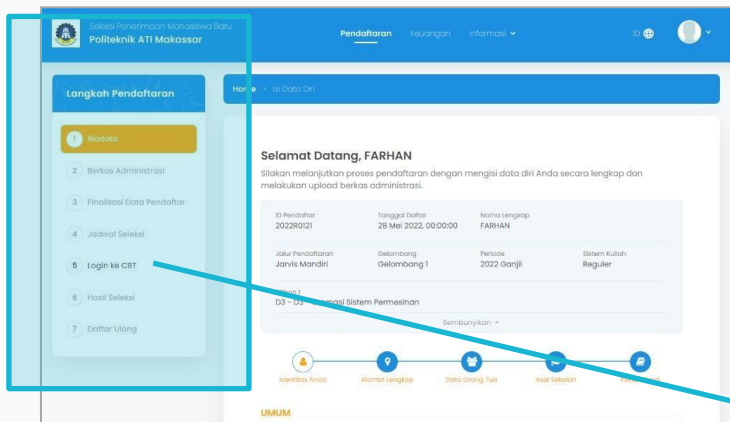 Seleksi Penerimaan Mahasiswa Baru
Politeknik ATI Makassar
Pendaftaran
Keuangan
Informasi
ID
Langkah Pendaftaran
1 Biodata
2 Berkas Administrasi
3 Finalisasi Data Pendaftar
4 Jadwal Seleksi
5 Login ke CBT
6 Hasil Seleksi
7 Daftar Ulang
Home > Isi Data Diri
Selamat Datang, FARHAN
Silakan melanjutkan proses pendaftaran dengan mengisi data diri Anda secara lengkap dan
melakukan upload berkas administrasi.
ID Pendaftar Tanggal Daftar Nama Lengkap
2022R0121 28 Mei 2022, 00:00:00 FARHAN
Jalur Pendaftaran Gelombang Periode Sistem Kuliah
Jarvis Mandiri Gelombang 1 2022 Ganjil Reguler
D3 - D3 Sistem Permesinan
Sembunyikan
Identitas Anda Alamat Lengkap Data Orang Tua Asal Sekolah
UMUM